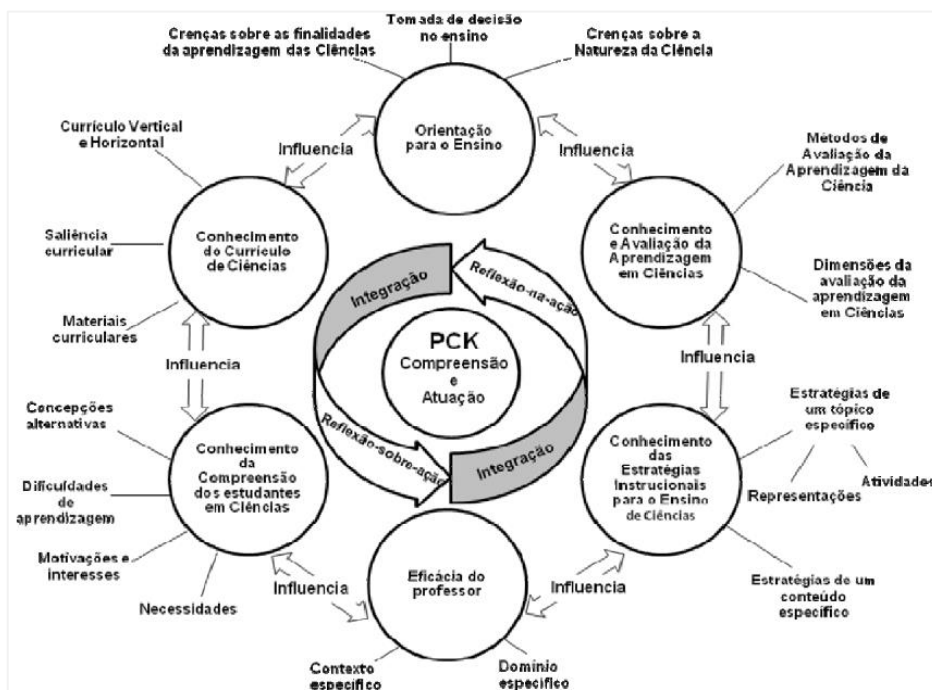 Tomada de decisão
no ensino
Crenças sobre as finalidades
da aprendizagem das Ciências
Crenças sobre a
Natureza da Ciência
Orientação
para o Ensino
Influencia
Influencia
Currículo Vertical
e Horizontal
Saliência
curricular
Materiais
curriculares
Conhecimento
do Currículo
de Ciências
Métodos de
Avaliação da
Aprendizagem da
Ciência
Conhecimento
e Avaliação da
Aprendizagem
em Ciências
Dimensões da
avaliação da
aprendizagem
em Ciências
Integração
Reflexão-na-ação
PCK
Compreensão
e
Atuação
Reflexão-sobre-ação
Integração
Influencia
Influencia
Concepções
alternativas
Dificuldades
de
aprendizagem
Motivações e
interesses
Necessidades
Conhecimento
da
Compreensão
dos estudantes
em Ciências
Estratégias de
um tópico
específico
Representações
Atividades
Conhecimento
das
Estratégias
Instrucionais
para o Ensino
de Ciências
Estratégias de um
conteúdo
específico
Influencia
Influencia
Eficácia do
professor
Contexto
específico
Domínio
específico